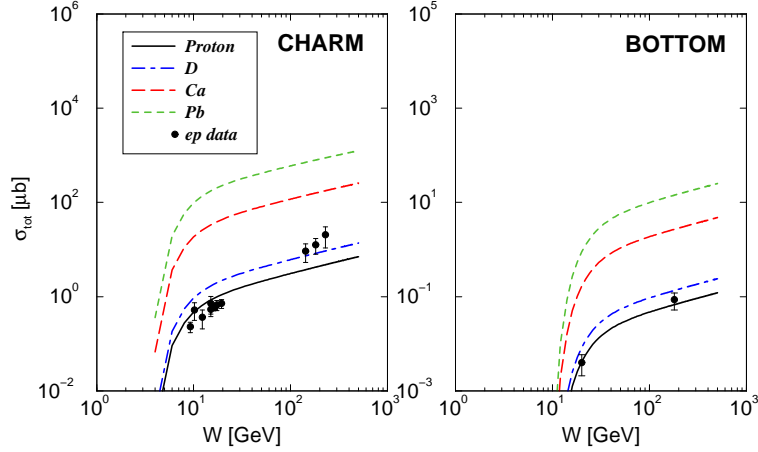 CHARM
Proton
D
Ca
Pb
ep data
10^6
10^4
10^2
10^0
10^−2
σ_tot [μb]
10^0
10^1
10^2
10^3
W [GeV]
BOTTOM
10^5
10^3
10^1
10^−1
10^−3
10^0
10^1
10^2
10^3
W [GeV]